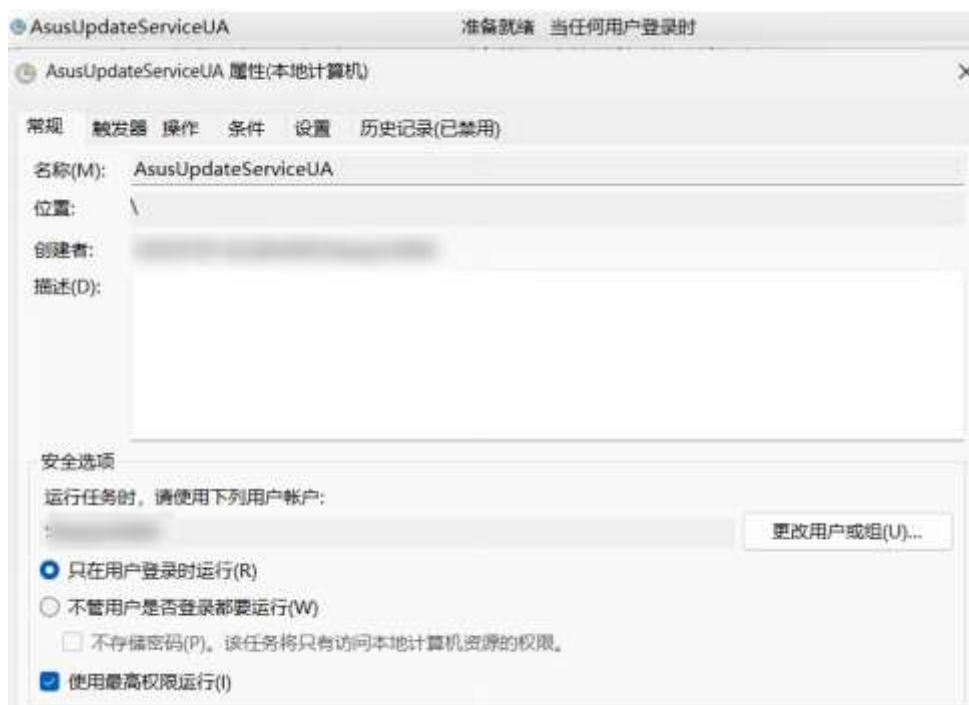 AsusUpdateServiceUA 准备就绪 当任何用户登录时
AsusUpdateServiceUA 属性(本地计算机)
常规 触发器 操作 条件 设置 历史记录(已禁用)
名称(M): AsusUpdateServiceUA
位置: \
创建者:
描述(D):
安全选项
运行任务时，请使用下列用户帐户:
更改用户或组(U)...
只在用户登录时运行(R)
不管用户是否登录都要运行(W)
不存储密码(P)。该任务将只有访问本地计算机资源的权限。
使用最高权限运行(I)